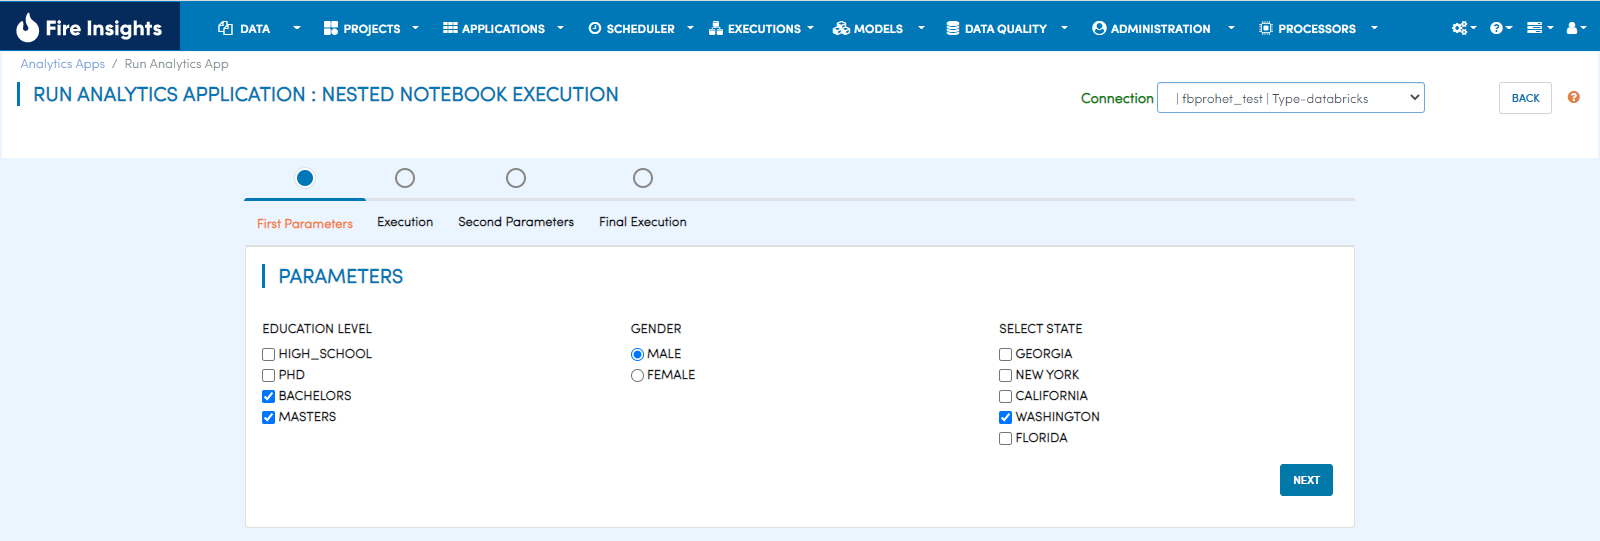 Fire Insights DATA PROJECTS APPLICATIONS SCHEDULER EXECUTIONS MODELS DATA QUALITY ADMINISTRATION PROCESSORS
Analytics Apps / Run Analytics App
RUN ANALYTICS APPLICATION : NESTED NOTEBOOK EXECUTION
Connection | fbprohet_test | Type-databricks BACK
First Parameters Execution Second Parameters Final Execution
PARAMETERS
EDUCATION LEVEL GENDER SELECT STATE
HIGH_SCHOOL MALE GEORGIA
PHD FEMALE NEW YORK
BACHELORS CALIFORNIA
MASTERS WASHINGTON
FLORIDA
NEXT